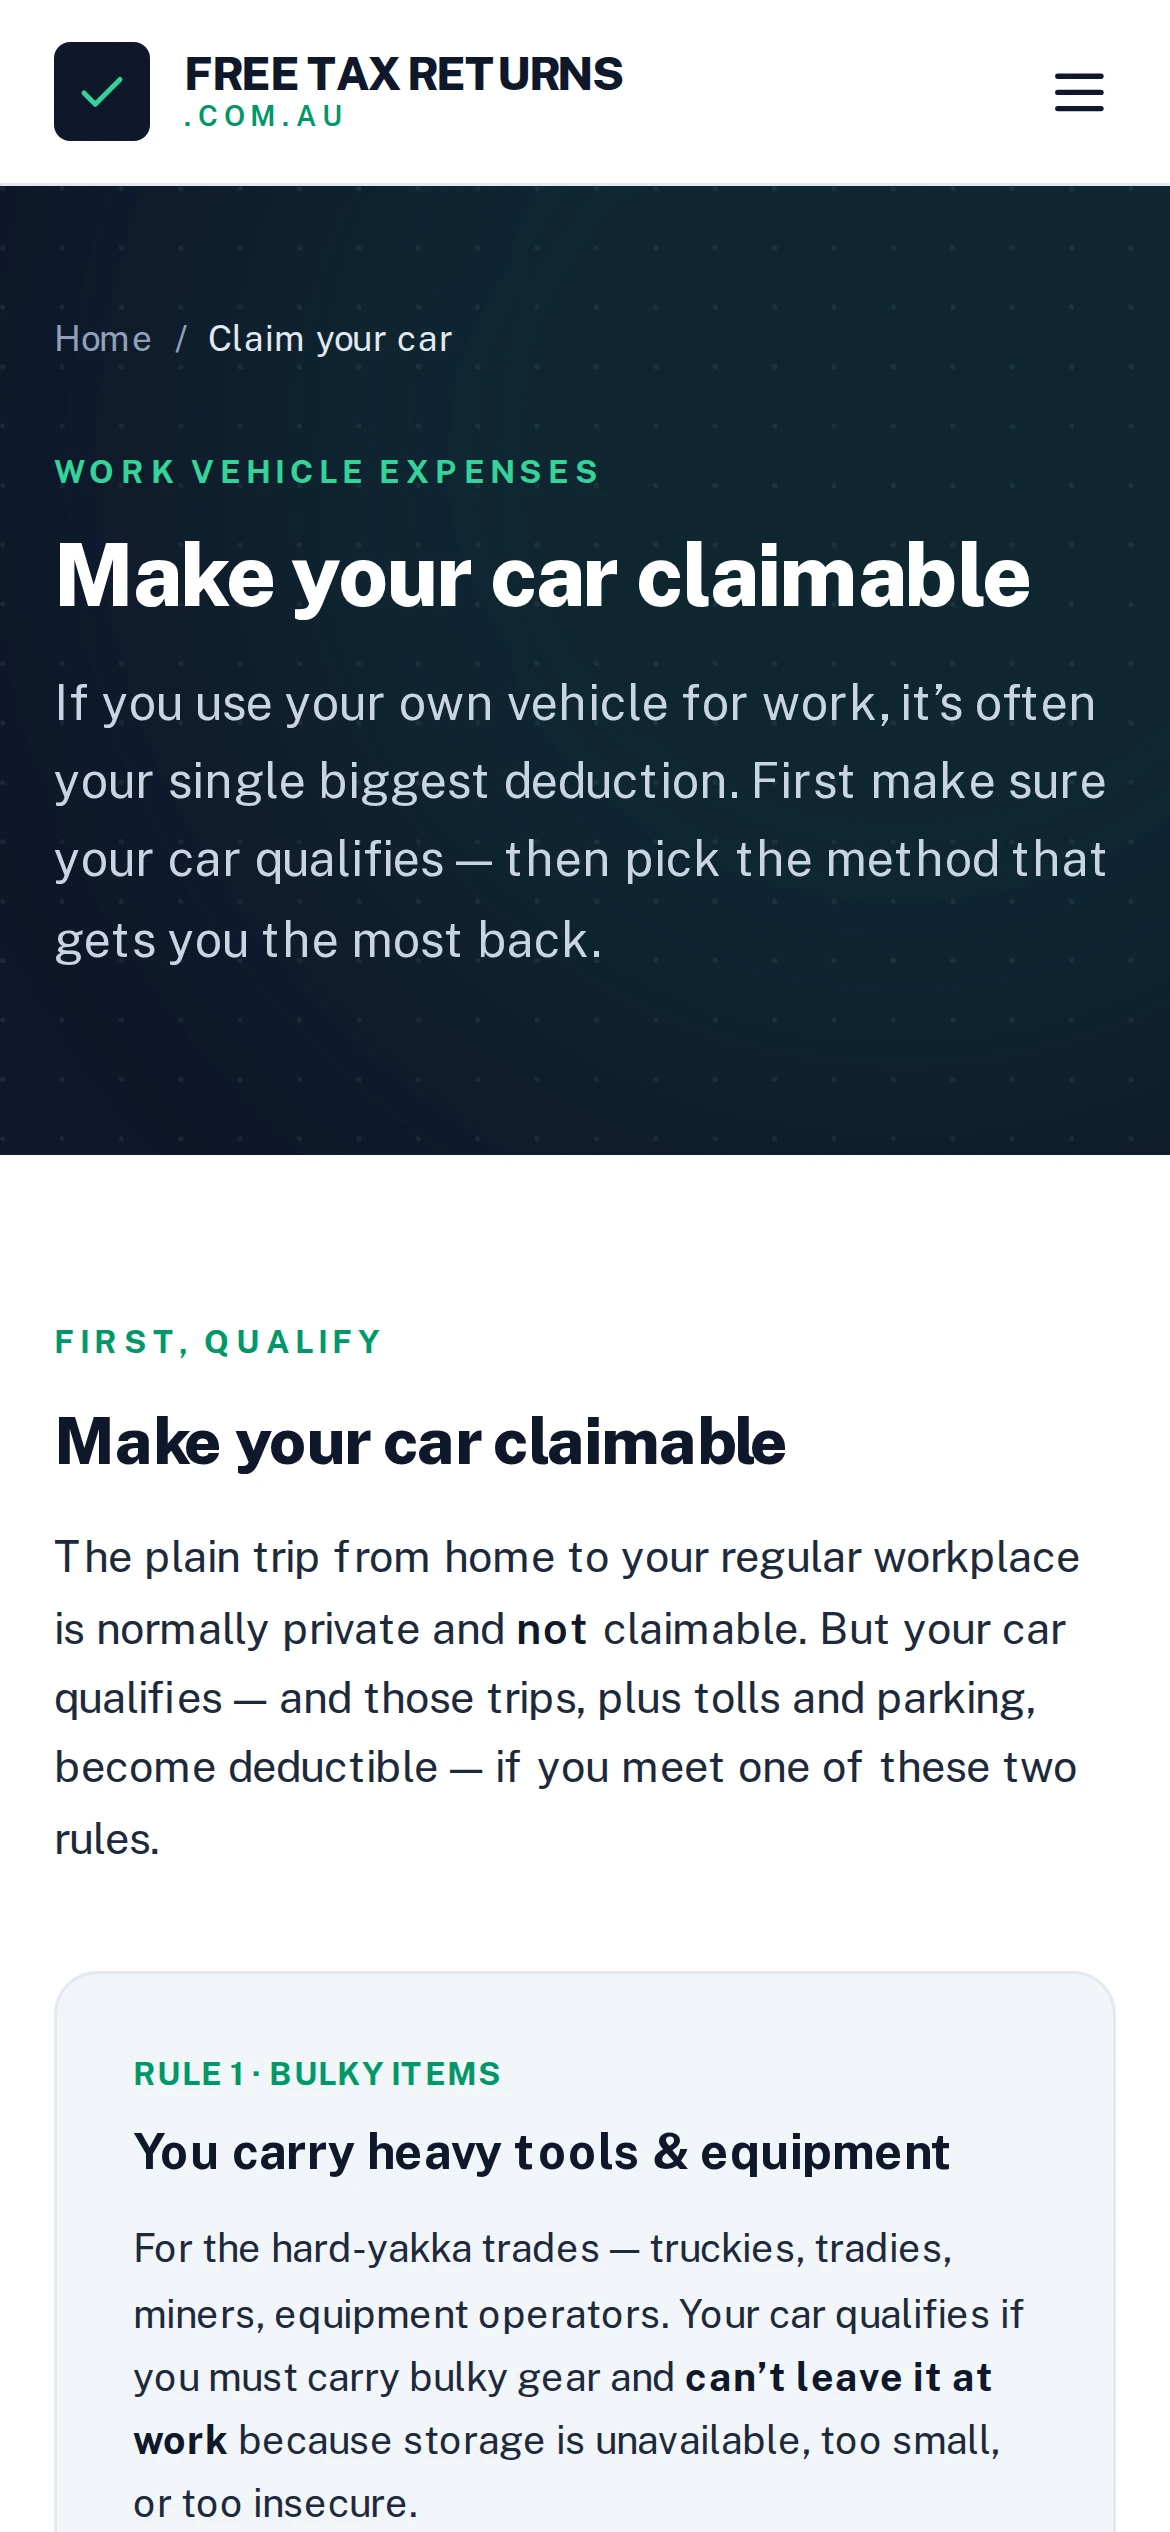 FREE TAX RETURNS
.COM.AU
Home / Claim your car
WORK VEHICLE EXPENSES
Make your car claimable
If you use your own vehicle for work, it’s often
your single biggest deduction. First make sure
your car qualifies — then pick the method that
gets you the most back.
FIRST, QUALIFY
Make your car claimable
The plain trip from home to your regular workplace
is normally private and not claimable. But your car
qualifies — and those trips, plus tolls and parking,
become deductible — if you meet one of these two
rules.
RULE 1 · BULKY ITEMS
You carry heavy tools & equipment
For the hard-yakka trades — truckies, tradies,
miners, equipment operators. Your car qualifies if
you must carry bulky gear and can’t leave it at
work because storage is unavailable, too small,
or too insecure.